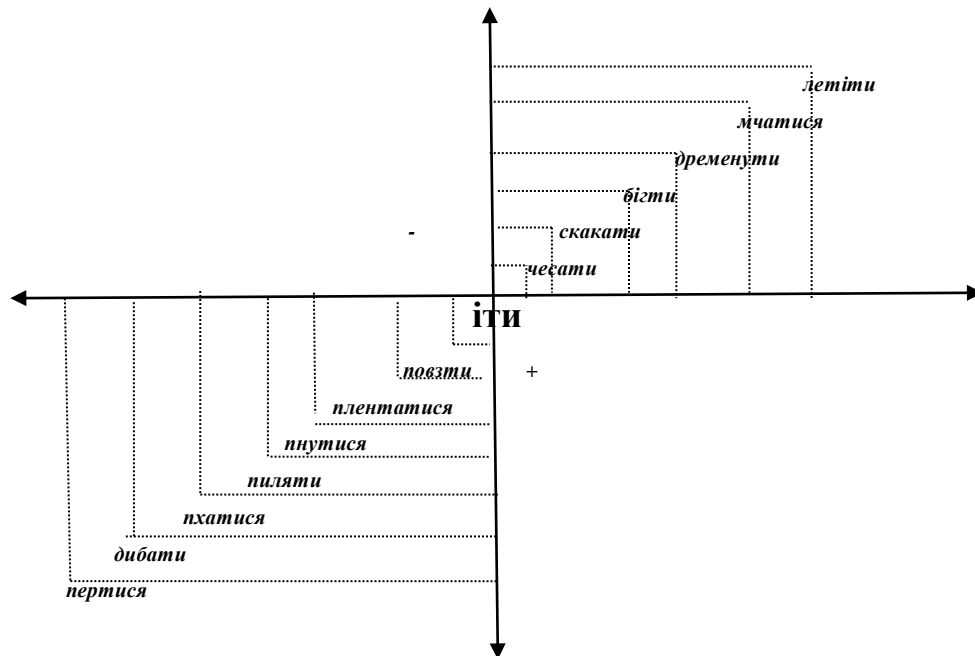 летіти
мчатися
дременути
бігти
-
скакати
чесати
іти
повзти
+
плентатися
пнутися
пиляти
пхатися
дибати
пертися